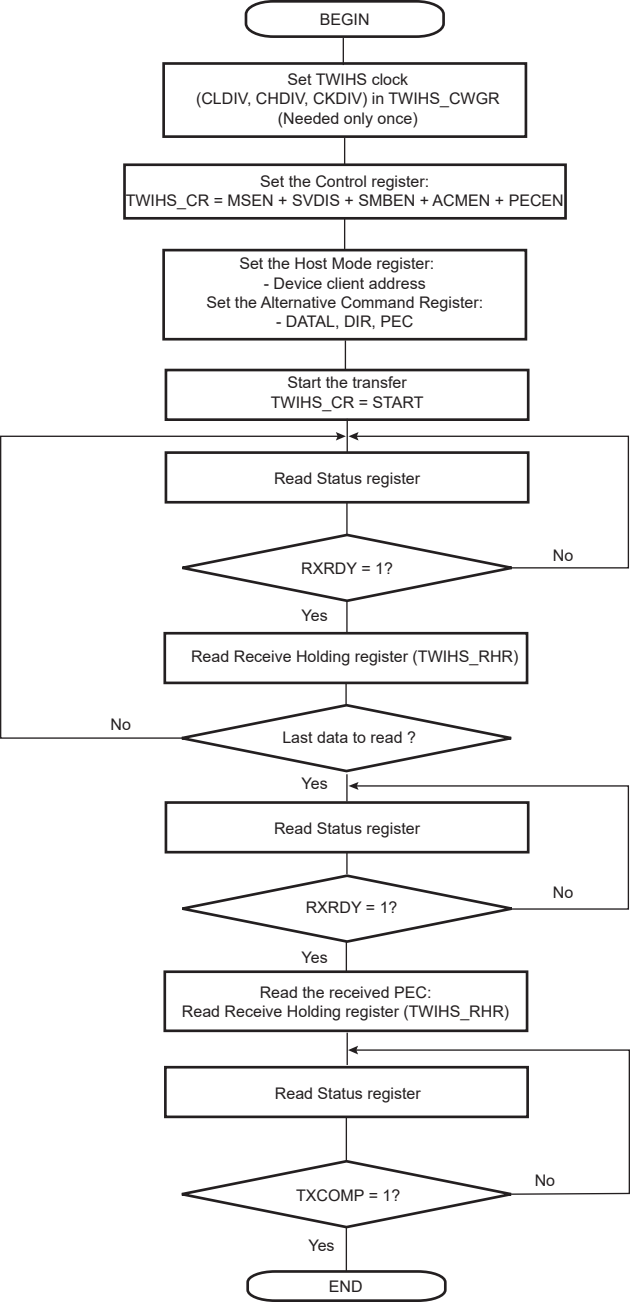 BEGIN
Set TWIHS clock
(CLDIV, CHDIV, CKDIV) in TWIHS_CWGR
(Needed only once)
Set the Control register:
TWIHS_CR = MSEN + SVDIS + SMBEN + ACMEN + PECEN
Set the Host Mode register:
- Device client address
Set the Alternative Command Register:
- DATAL, DIR, PEC
Start the transfer
TWIHS_CR = START
Read Status register
RXRDY = 1?
No
Yes
Read Receive Holding register (TWIHS_RHR)
No
Last data to read ?
Yes
Read Status register
RXRDY = 1?
No
Yes
Read the received PEC:
Read Receive Holding register (TWIHS_RHR)
Read Status register
TXCOMP = 1?
No
Yes
END